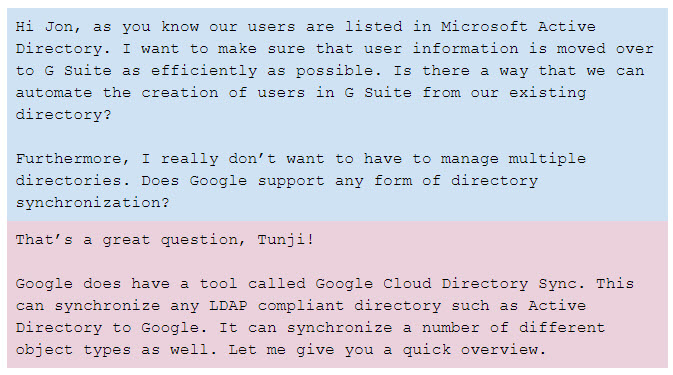 Hi Jon, as you know our users are listed in Microsoft Active
Directory. I want to make sure that user information is moved over
to G Suite as efficiently as possible. Is there a way that we can
automate the creation of users in G Suite from our existing
directory?
Furthermore, I really don’t want to have to manage multiple
directories. Does Google support any form of directory
synchronization?
That’s a great question, Tunji!
Google does have a tool called Google Cloud Directory Sync. This
can synchronize any LDAP compliant directory such as Active
Directory to Google. It can synchronize a number of different
object types as well. Let me give you a quick overview.